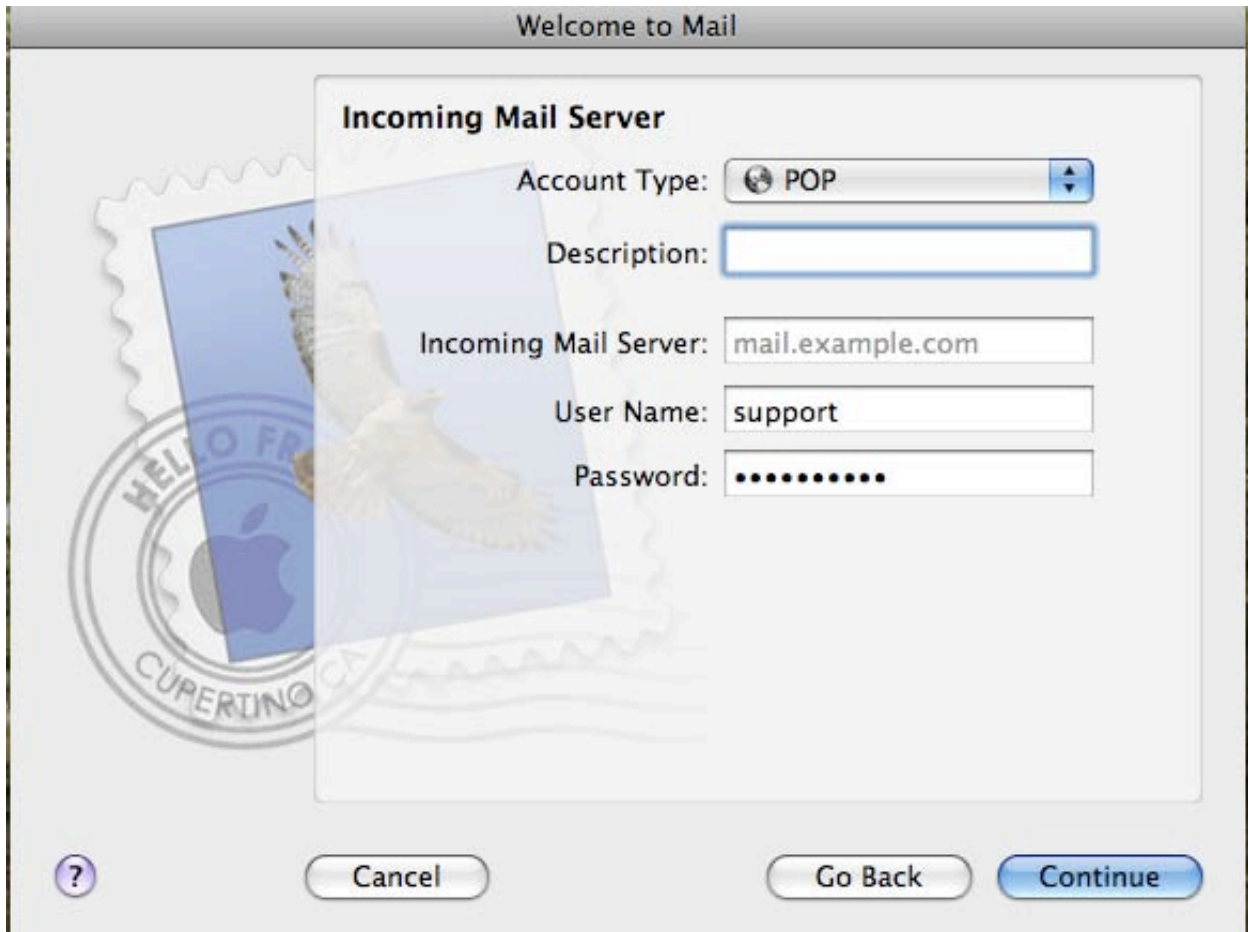 Welcome to Mail
Incoming Mail Server
Account Type: POP
Description:
Incoming Mail Server: mail.example.com
User Name: support
Password: ••••••••••
HELLO FR
CUPERTINO CA
? Cancel Go Back Continue